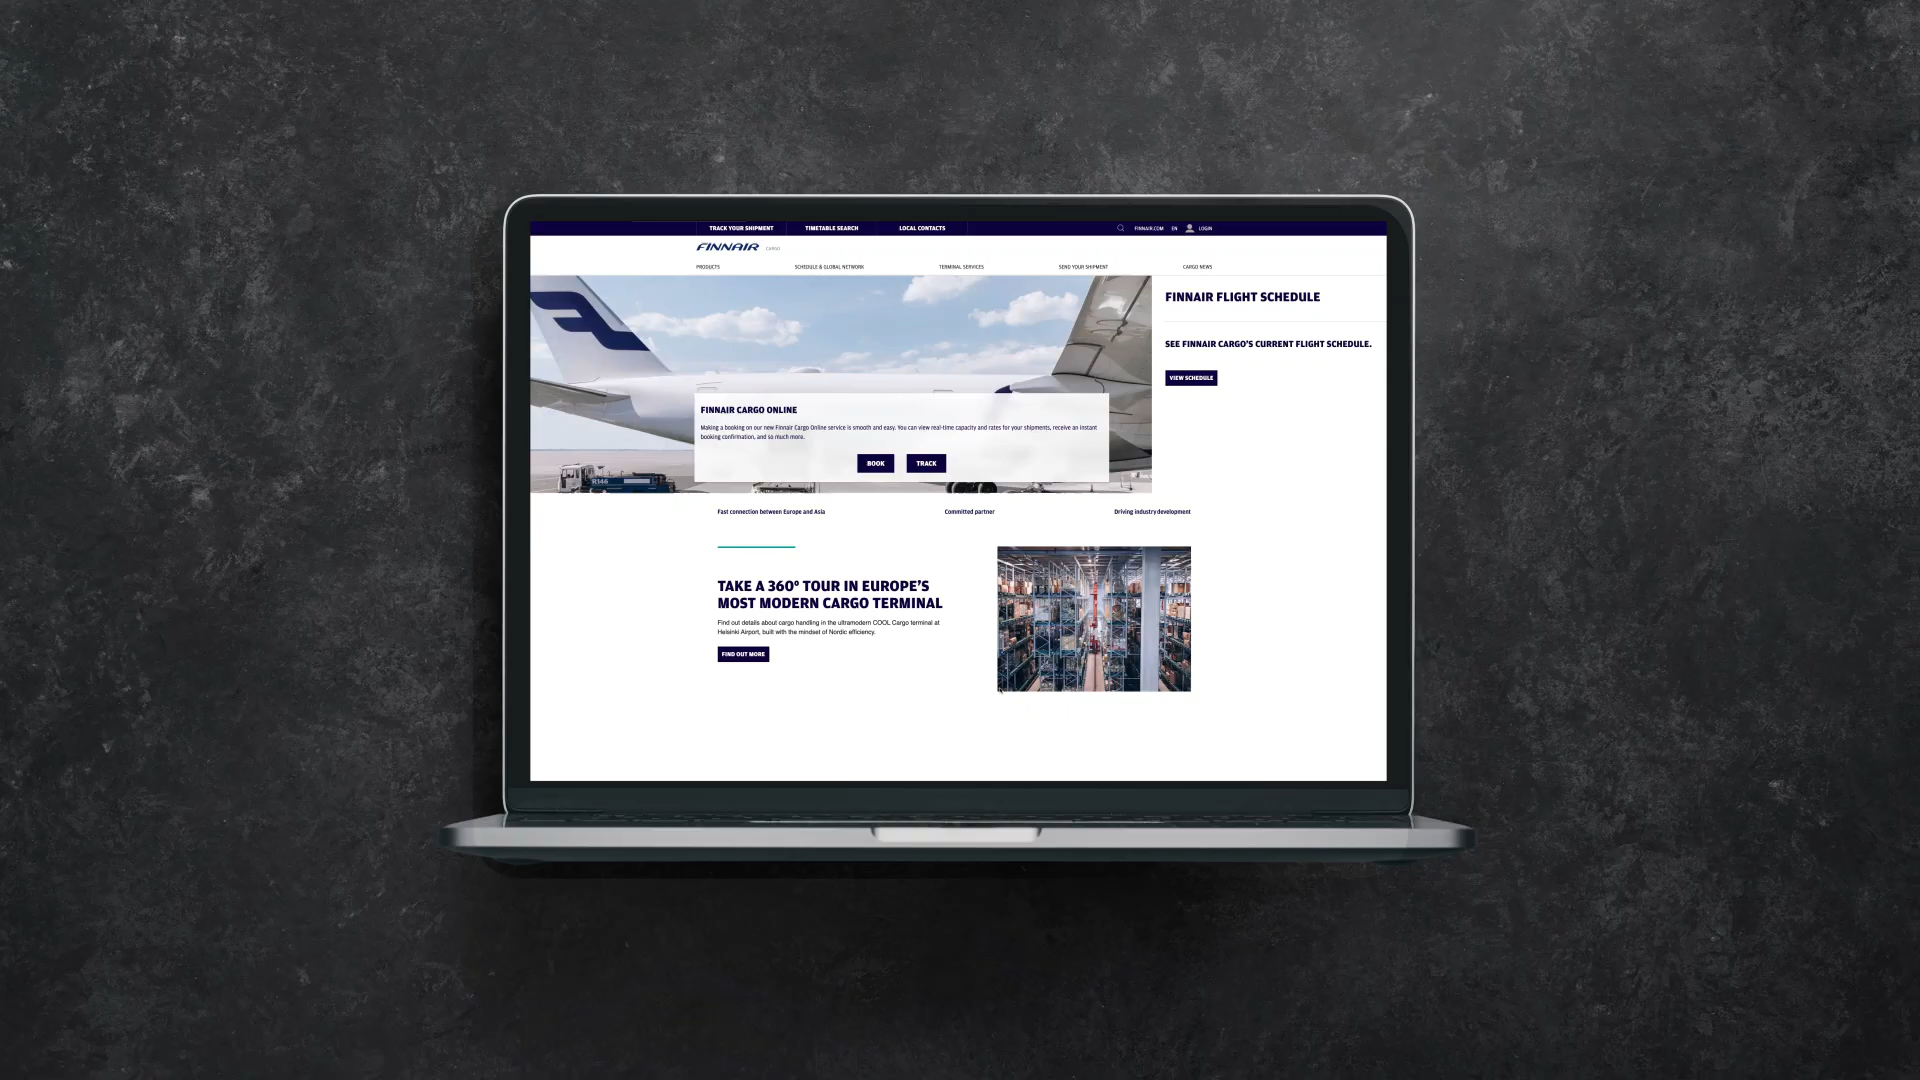 TRACK YOUR SHIPMENT
TIMETABLE SEARCH
LOCAL CONTACTS
FINNAIR.COM
EN
LOGIN
FINNAIR CARGO
PRODUCTS
SCHEDULE & GLOBAL NETWORK
TERMINAL SERVICES
SEND YOUR SHIPMENT
CARGO NEWS
FINNAIR FLIGHT SCHEDULE
SEE FINNAIR CARGO'S CURRENT FLIGHT SCHEDULE.
VIEW SCHEDULE
FINNAIR CARGO ONLINE
Making a booking on our new Finnair Cargo Online service is smooth and easy. You can view real-time capacity and rates for your shipments, receive an instant
booking confirmation, and so much more.
BOOK
TRACK
R146
Fast connection between Europe and Asia
Committed partner
Driving industry development
TAKE A 360° TOUR IN EUROPE'S
MOST MODERN CARGO TERMINAL
Find out details about cargo handling in the ultramodern COOL Cargo terminal at
Helsinki Airport, built with the mindset of Nordic efficiency.
FIND OUT MORE